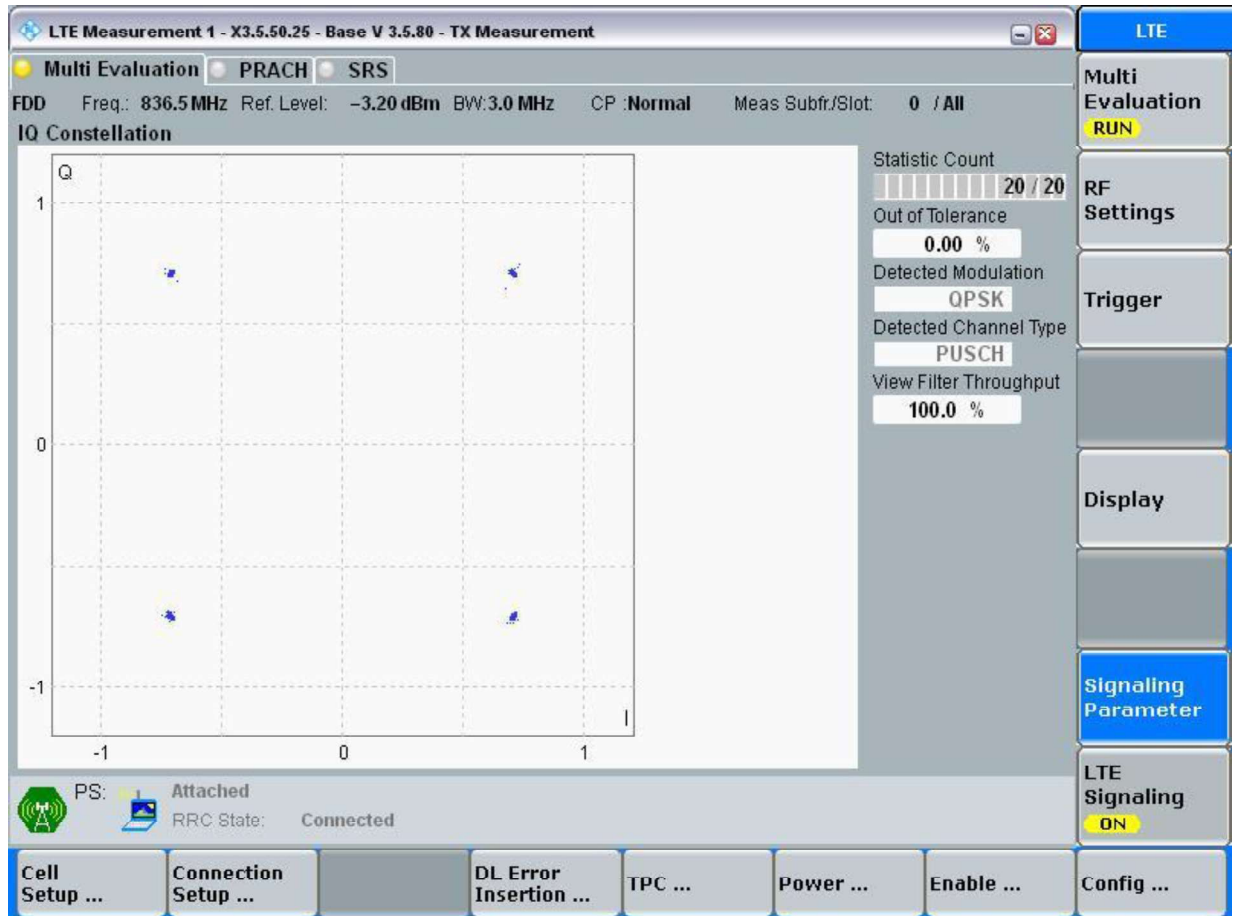 LTE Measurement 1 - X3.5.50.25 - Base V 3.5.80 - TX Measurement
LTE
Multi Evaluation PRACH SRS
FDD Freq.: 836.5 MHz Ref. Level: -3.20 dBm BW: 3.0 MHz CP :Normal Meas Subfr./Slot: 0 / All
IQ Constellation
Q
1
0
-1
-1 0 1
I
Statistic Count
20 / 20
Out of Tolerance
0.00 %
Detected Modulation
QPSK
Detected Channel Type
PUSCH
View Filter Throughput
100.0 %
Multi
Evaluation
RUN
RF
Settings
Trigger
Display
Signaling
Parameter
LTE
Signaling
ON
PS: Attached
RRC State: Connected
Cell
Setup ...
Connection
Setup ...
DL Error
Insertion ...
TPC ...
Power ...
Enable ...
Config ...